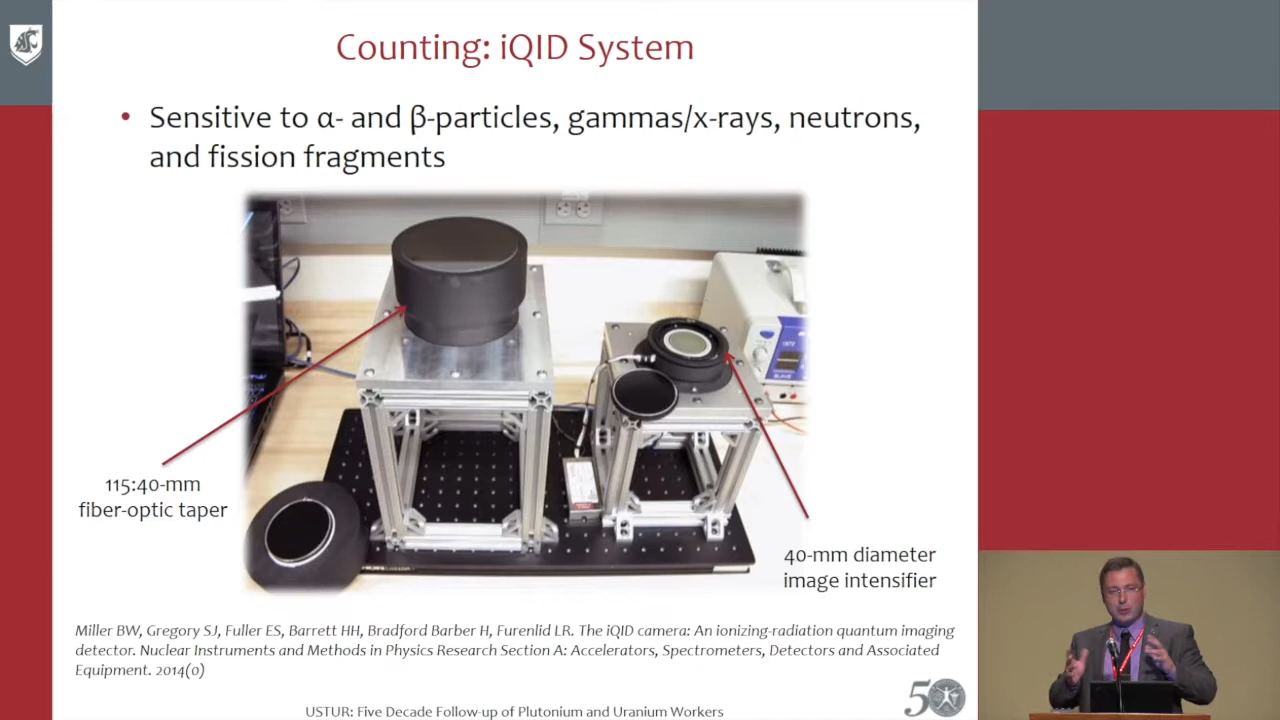 Counting: iQID System
• Sensitive to α- and β-particles, gammas/x-rays, neutrons,
and fission fragments
115:40-mm
fiber-optic taper
40-mm diameter
image intensifier
Miller BW, Gregory SJ, Fuller ES, Barrett HH, Bradford Barber H, Furenlid LR. The iQID camera: An ionizing-radiation quantum imaging
detector. Nuclear Instruments and Methods in Physics Research Section A: Accelerators, Spectrometers, Detectors and Associated
Equipment. 2014(0)
USTUR: Five Decade Follow-up of Plutonium and Uranium Workers
50